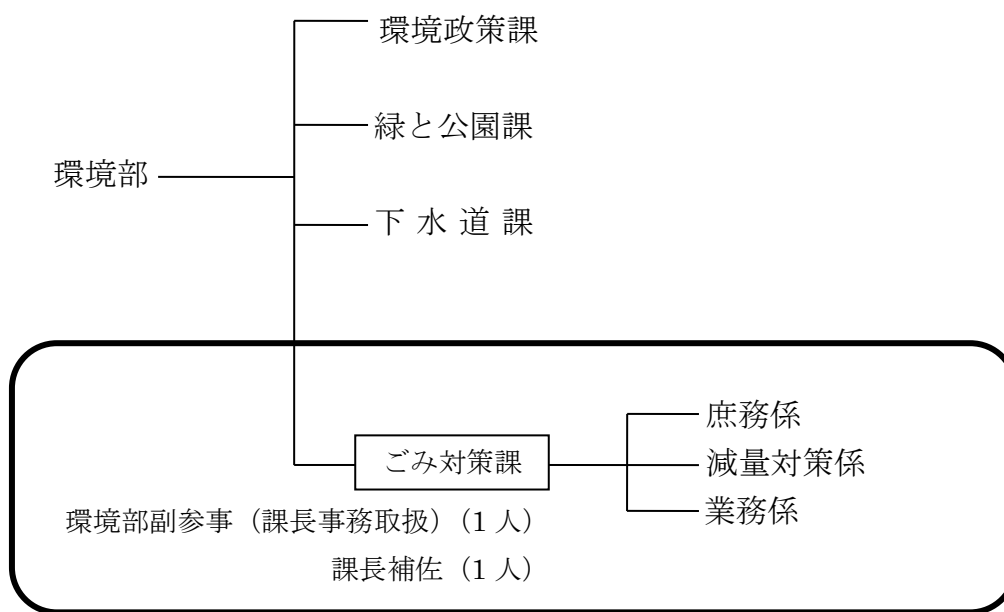 環境政策課
緑と公園課
環境部
下 水 道 課
庶務係
ごみ対策課
減量対策係
業務係
環境部副参事（課長事務取扱）（1 人）
課長補佐（1 人）